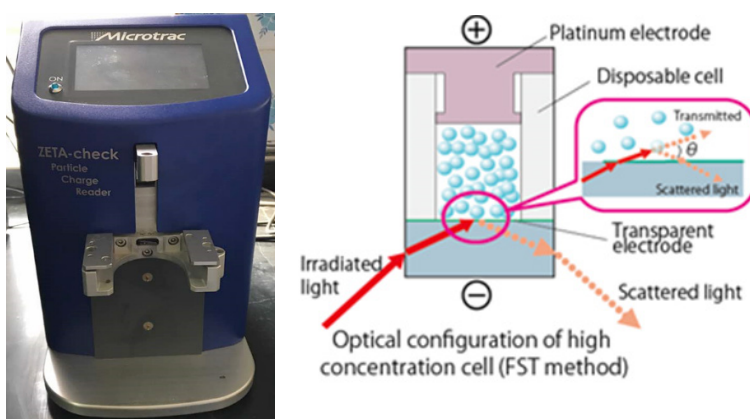 Microtrac
ON
ZETA-check
Particle
Charge
Reader
+
Platinum electrode
Disposable cell
Transmitted
θ
Scattered light
Transparent
electrode
Irradiated
light
Scattered light
−
Optical configuration of high
concentration cell (FST method)